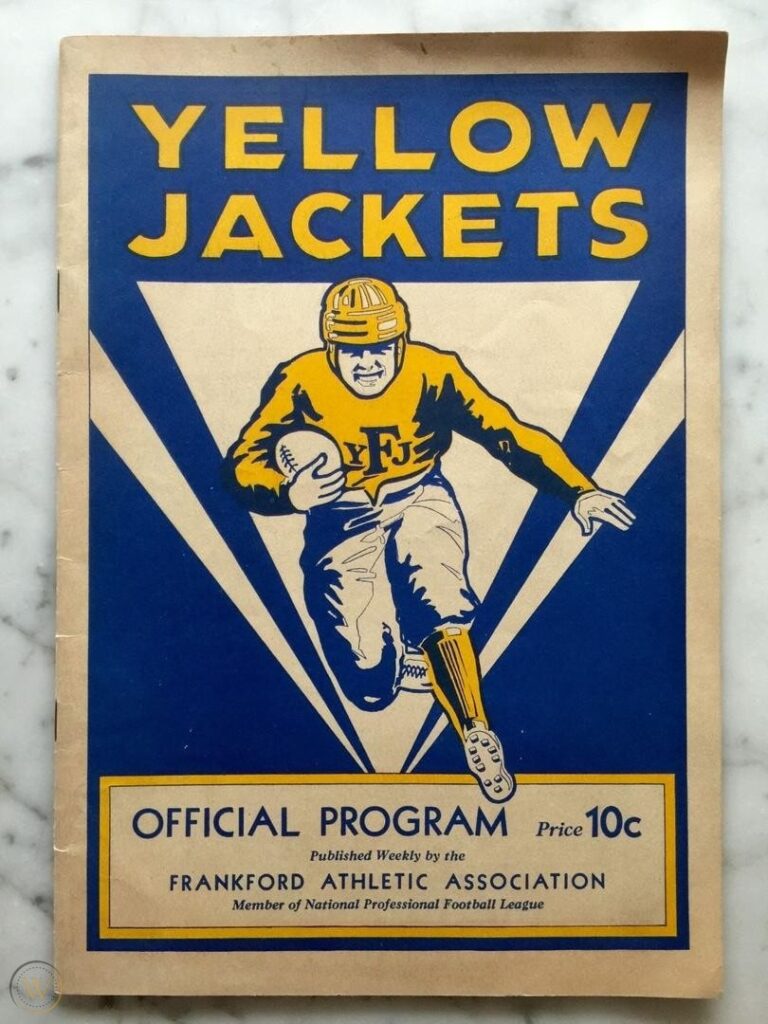 YELLOW
JACKETS
YFJ
OFFICIAL PROGRAM Price 10c
Published Weekly by the
FRANKFORD ATHLETIC ASSOCIATION
Member of National Professional Football League
W